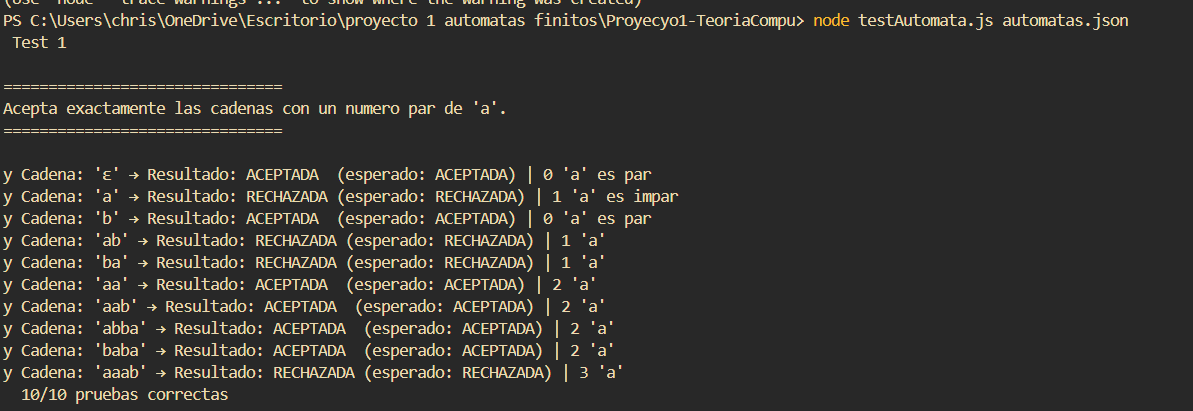 (Use `node --trace-warnings ...` to show where the warning was created)
PS C:\Users\chris\OneDrive\Escritorio\proyecto 1 automatas finitos\Proyecyo1-TeoriaCompu> node testAutomata.js automatas.json
Test 1
===============================
Acepta exactamente las cadenas con un numero par de 'a'.
===============================
y Cadena: 'ε' → Resultado: ACEPTADA (esperado: ACEPTADA) | 0 'a' es par
y Cadena: 'a' → Resultado: RECHAZADA (esperado: RECHAZADA) | 1 'a' es impar
y Cadena: 'b' → Resultado: ACEPTADA (esperado: ACEPTADA) | 0 'a' es par
y Cadena: 'ab' → Resultado: RECHAZADA (esperado: RECHAZADA) | 1 'a'
y Cadena: 'ba' → Resultado: RECHAZADA (esperado: RECHAZADA) | 1 'a'
y Cadena: 'aa' → Resultado: ACEPTADA (esperado: ACEPTADA) | 2 'a'
y Cadena: 'aab' → Resultado: ACEPTADA (esperado: ACEPTADA) | 2 'a'
y Cadena: 'abba' → Resultado: ACEPTADA (esperado: ACEPTADA) | 2 'a'
y Cadena: 'baba' → Resultado: ACEPTADA (esperado: ACEPTADA) | 2 'a'
y Cadena: 'aaab' → Resultado: RECHAZADA (esperado: RECHAZADA) | 3 'a'
10/10 pruebas correctas